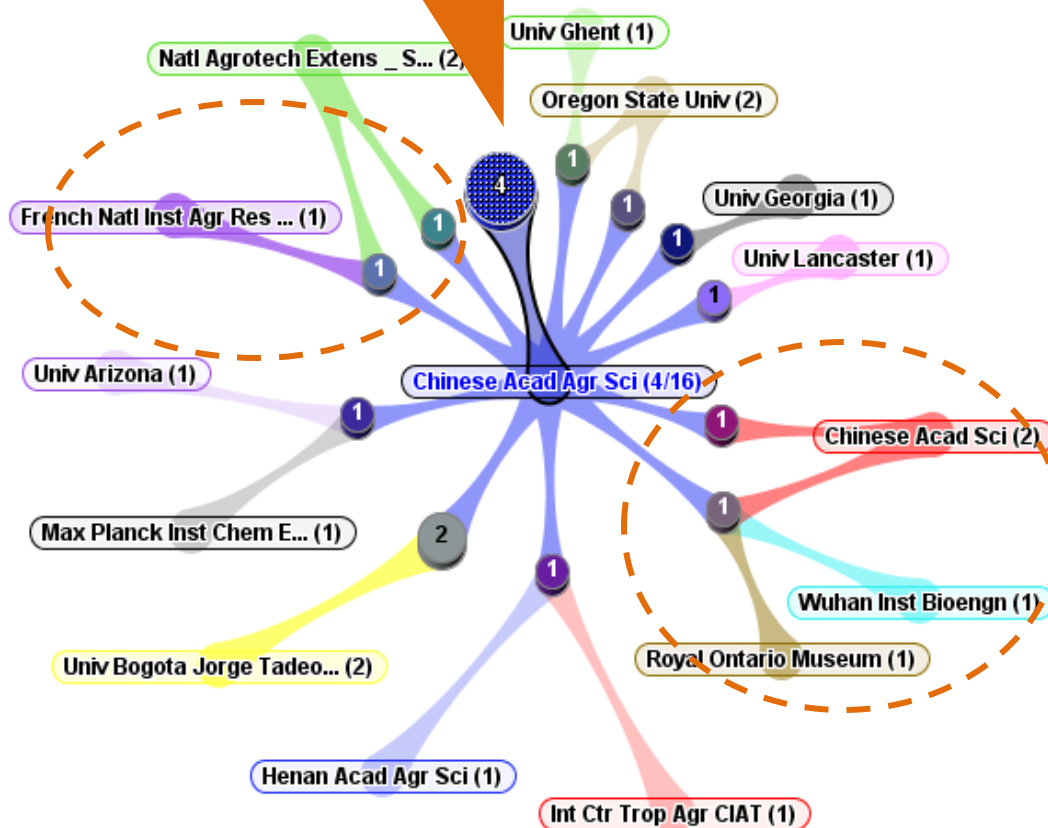 Univ Ghent (1)
Natl Agrotech Extens _ S... (2)
Oregon State Univ (2)
1
4
1
Univ Georgia (1)
French Natl Inst Agr Res ... (1)
1
1
Univ Lancaster (1)
1
1
Univ Arizona (1)
Chinese Acad Agr Sci (4/16)
1
1
Chinese Acad Sci (2)
1
Max Planck Inst Chem E... (1)
2
1
Wuhan Inst Bioengn (1)
Univ Bogota Jorge Tadeo... (2)
Royal Ontario Museum (1)
Henan Acad Agr Sci (1)
Int Ctr Trop Agr CIAT (1)